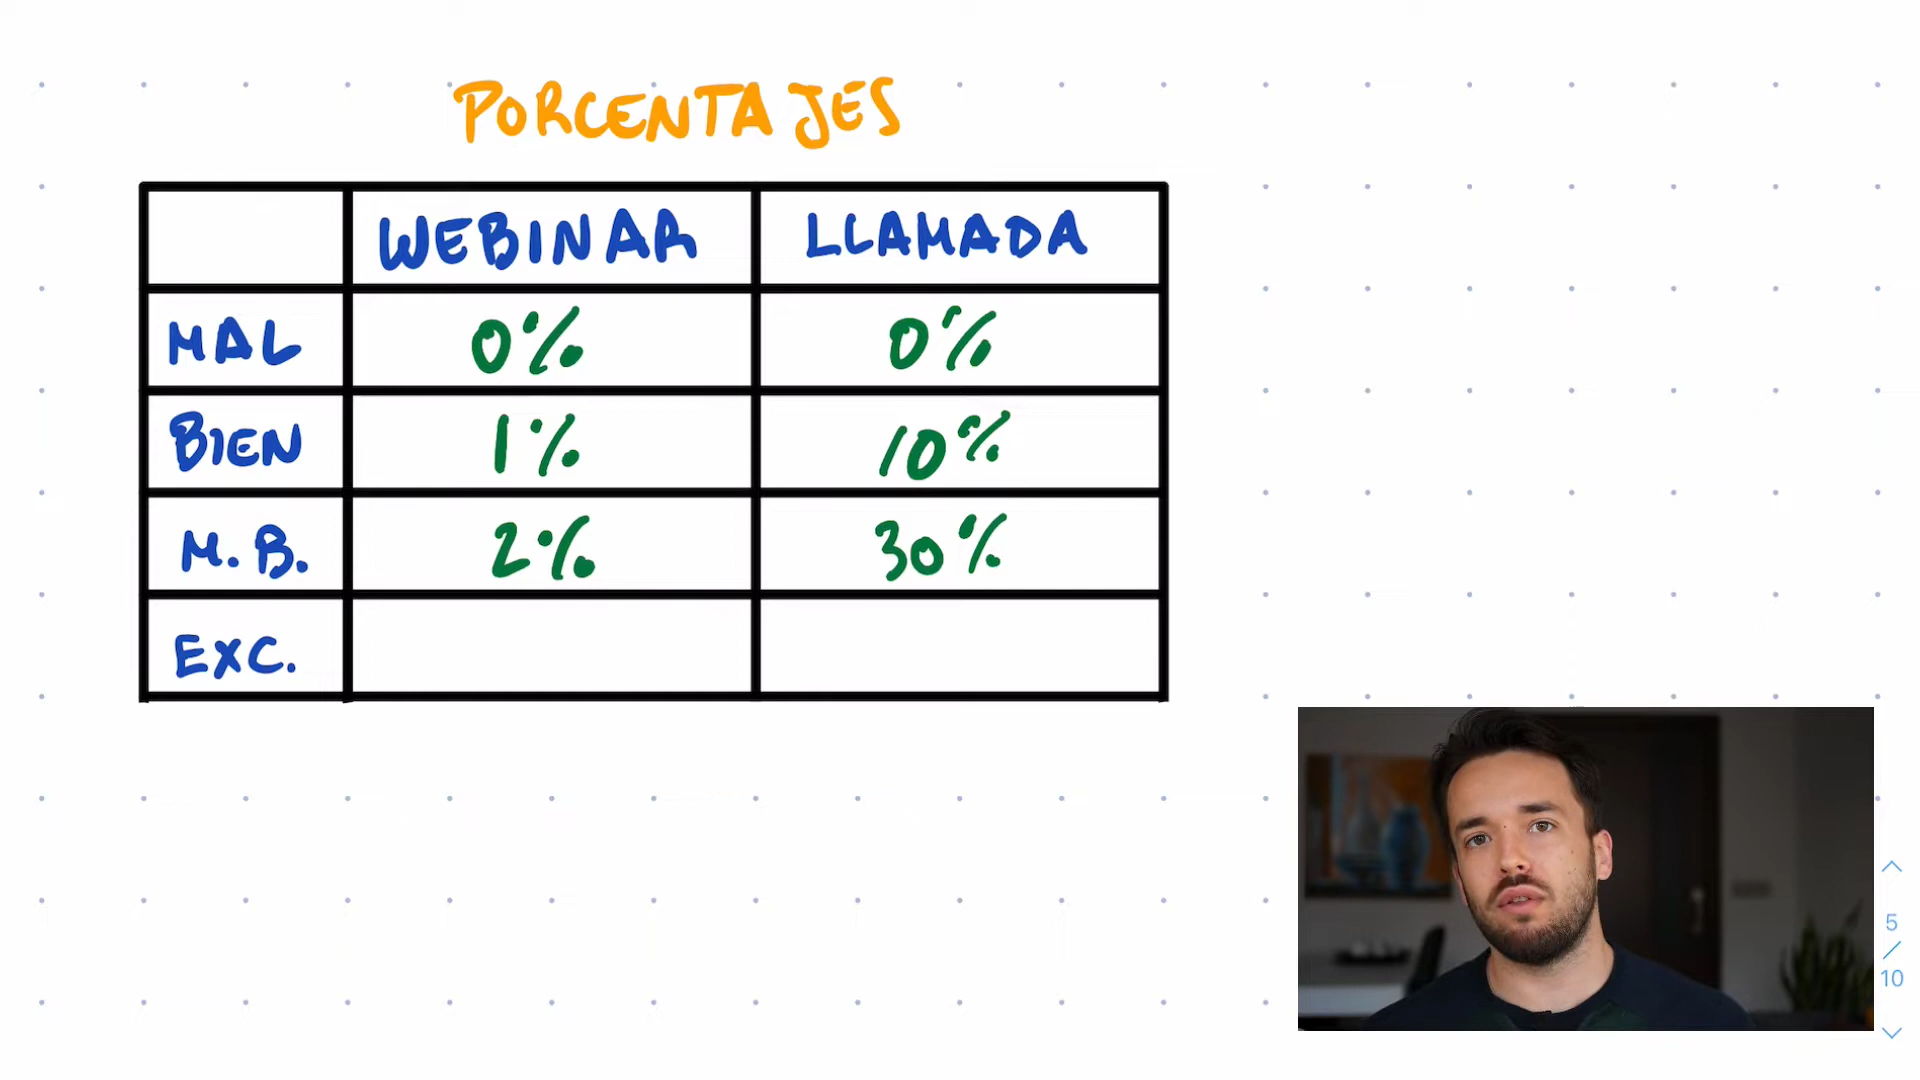 PORCENTAJES
WEBINAR LLAMADA
MAL 0% 0%
BIEN 1% 10%
M.B. 2% 30%
EXC.
5
/
10